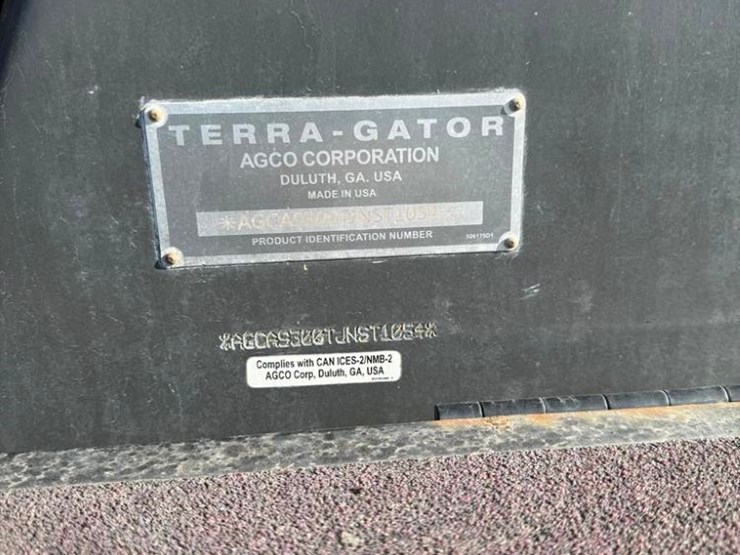 TERRA-GATOR
AGCO CORPORATION
DULUTH, GA. USA
MADE IN USA
PRODUCT IDENTIFICATION NUMBER
*AGCA9300TJNST1054*
Complies with CAN ICES-2/NMB-2
AGCO Corp, Duluth, GA, USA